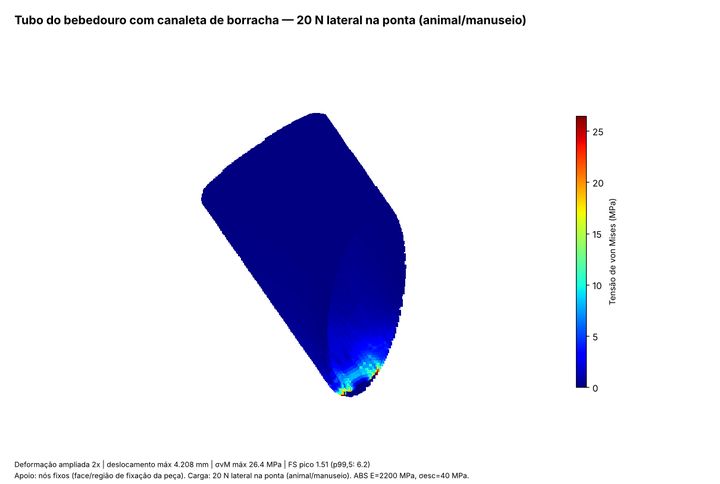 Tubo do bebedouro com canaleta de borracha — 20 N lateral na ponta (animal/manuseio)
25
20
15
10
5
0
Tensão de von Mises (MPa)
Deformação ampliada 2x | deslocamento máx 4.208 mm | σvM máx 26.4 MPa | FS pico 1.51 (p99,5: 6.2)
Apoio: nós fixos (face/região de fixação da peça). Carga: 20 N lateral na ponta (animal/manuseio). ABS E=2200 MPa, σesc=40 MPa.